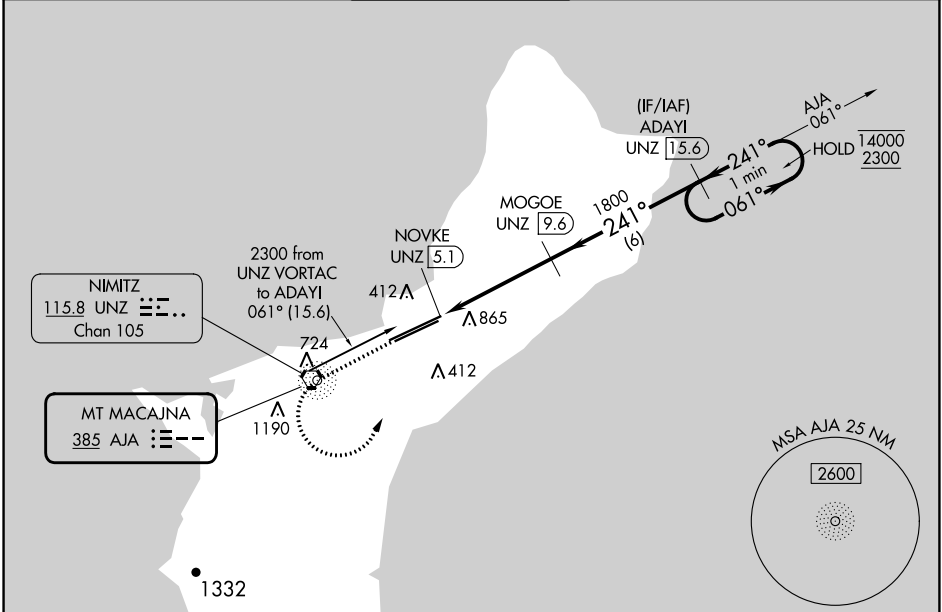 (IF/IAF)
ADAYI
UNZ 15.6
AJA
061°
HOLD 14000
2300
241°
1 min
061°
MOGOE
UNZ 9.6
1800
241°
(6)
NOVKE
UNZ 5.1
2300 from
UNZ VORTAC
to ADAYI
061° (15.6)
412
NIMITZ
115.8 UNZ
Chan 105
724
865
412
MT MACAJNA
385 AJA
1190
MSA AJA 25 NM
2600
1332